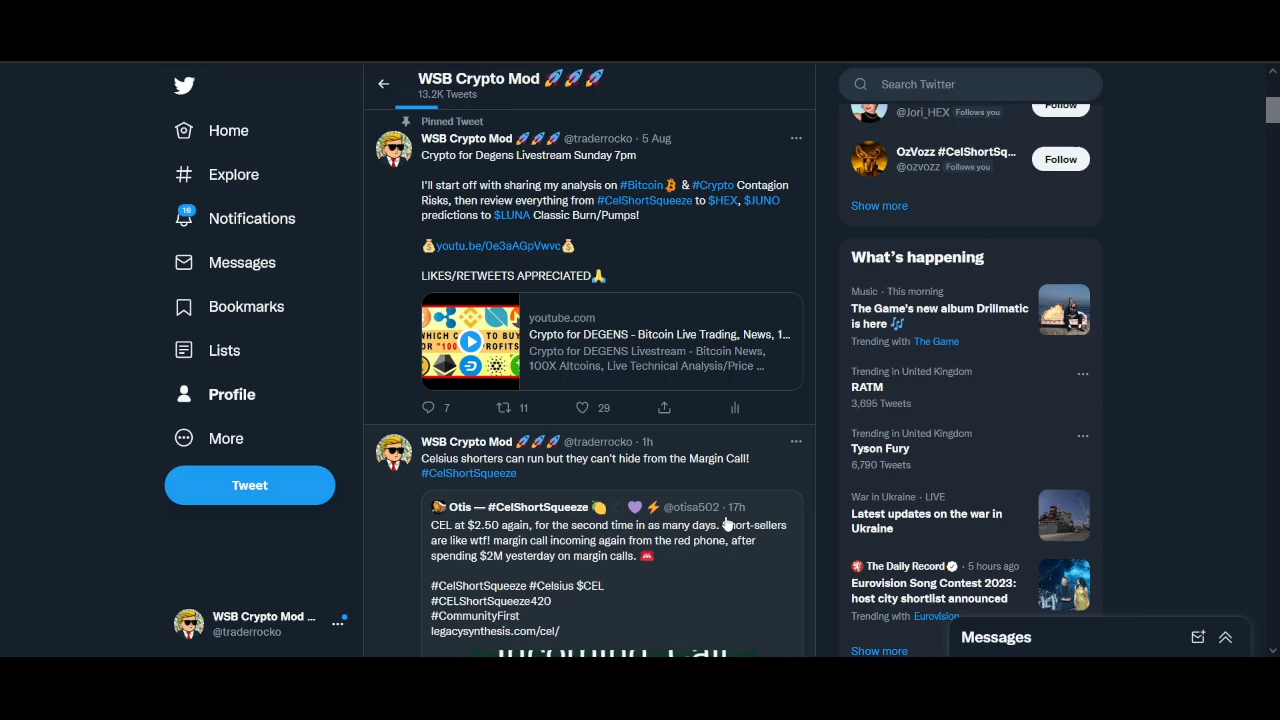 WSB Crypto Mod 🚀🚀🚀
13.2K Tweets
Search Twitter
Home
Explore
16
Notifications
Messages
Bookmarks
Lists
Profile
More
Tweet
WSB Crypto Mod ...
@traderrocko
Pinned Tweet
WSB Crypto Mod 🚀🚀🚀 @traderrocko · 5 Aug
Crypto for Degens Livestream Sunday 7pm
I'll start off with sharing my analysis on #Bitcoin & #Crypto Contagion
Risks, then review everything from #CelShortSqueeze to $HEX, $JUNO
predictions to $LUNA Classic Burn/Pumps!
💰youtu.be/0e3aAGpVwvc💰
LIKES/RETWEETS APPRECIATED🙏
WHICH C TO BUY
OR "100 PROFITS
youtube.com
Crypto for DEGENS - Bitcoin Live Trading, News, 1...
Crypto for DEGENS Livestream - Bitcoin News,
100X Altcoins, Live Technical Analysis/Price ...
7 11 29
WSB Crypto Mod 🚀🚀🚀 @traderrocko · 1h
Celsius shorters can run but they can't hide from the Margin Call!
#CelShortSqueeze
Otis — #CelShortSqueeze 🍋 💜 ⚡ @otisa502 · 17h
CEL at $2.50 again, for the second time in as many days. Short-sellers
are like wtf! margin call incoming again from the red phone, after
spending $2M yesterday on margin calls. ☎️
#CelShortSqueeze #Celsius $CEL
#CELShortSqueeze420
#CommunityFirst
legacysynthesis.com/cel/
Incoming Call
@Jori_HEX Follows you
Follow
OzVozz #CelShortSq...
@ozvozz Follows you
Follow
Show more
What's happening
Music · This morning
The Game's new album Drillmatic
is here 🎶
Trending with The Game
Trending in United Kingdom
RATM
3,695 Tweets
Trending in United Kingdom
Tyson Fury
6,790 Tweets
War in Ukraine · LIVE
Latest updates on the war in
Ukraine
The Daily Record · 5 hours ago
Eurovision Song Contest 2023:
host city shortlist announced
Trending with Eurovision
Show more
Messages